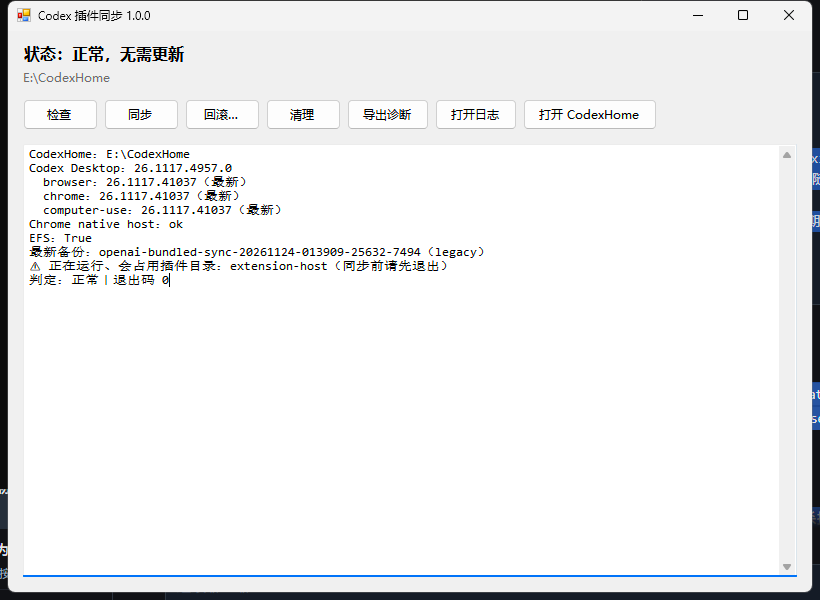 Codex 插件同步 1.0.0
状态：正常，无需更新
E:\CodexHome
检查 同步 回滚... 清理 导出诊断 打开日志 打开 CodexHome
CodexHome：E:\CodexHome
Codex Desktop：26.1117.4957.0
browser：26.1117.41037（最新）
chrome：26.1117.41037（最新）
computer-use：26.1117.41037（最新）
Chrome native host：ok
EFS：True
最新备份：openai-bundled-sync-20261124-013909-25632-7494（legacy）
⚠ 正在运行、会占用插件目录：extension-host（同步前请先退出）
判定：正常 | 退出码 0